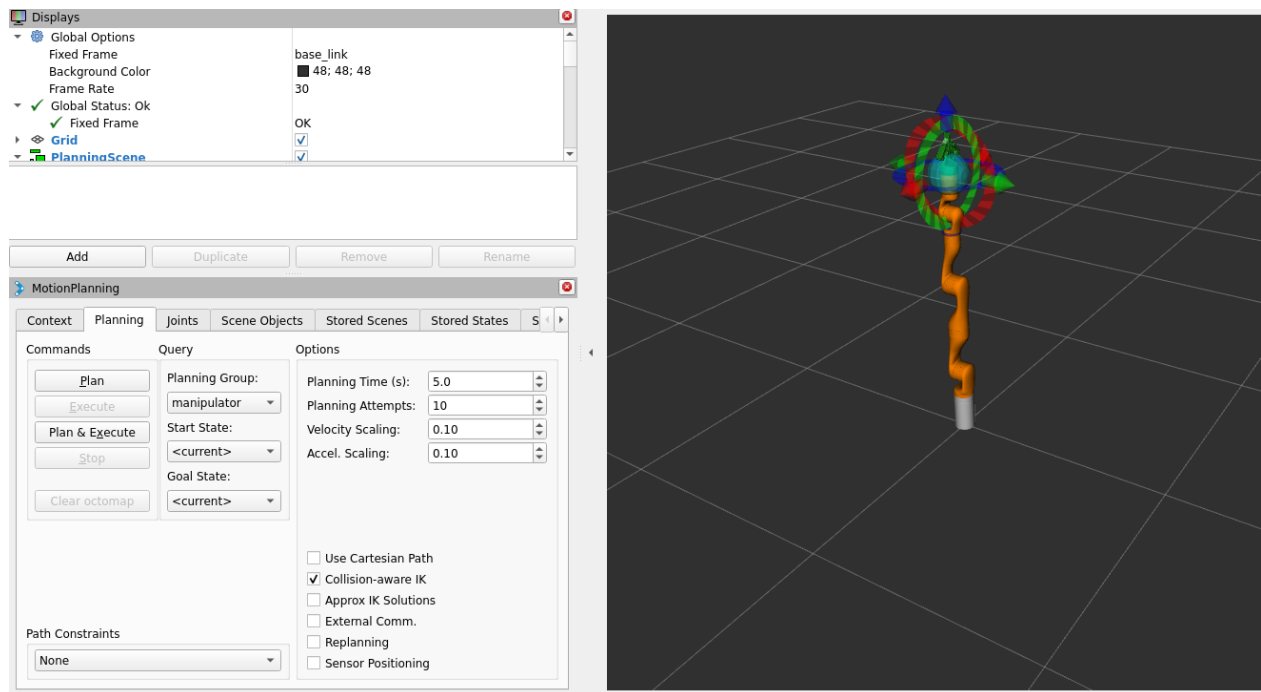 Displays
Global Options
Fixed Frame base_link
Background Color 48; 48; 48
Frame Rate 30
Global Status: Ok
Fixed Frame OK
Grid
PlanningScene
Add Duplicate Remove Rename
MotionPlanning
Context Planning Joints Scene Objects Stored Scenes Stored States S
Commands Query Options
Plan Planning Group: Planning Time (s): 5.0
Execute manipulator Planning Attempts: 10
Plan & Execute Start State: Velocity Scaling: 0.10
Stop <current> Accel. Scaling: 0.10
Goal State:
Clear octomap <current>
Use Cartesian Path
Collision-aware IK
Approx IK Solutions
External Comm.
Path Constraints Replanning
None Sensor Positioning